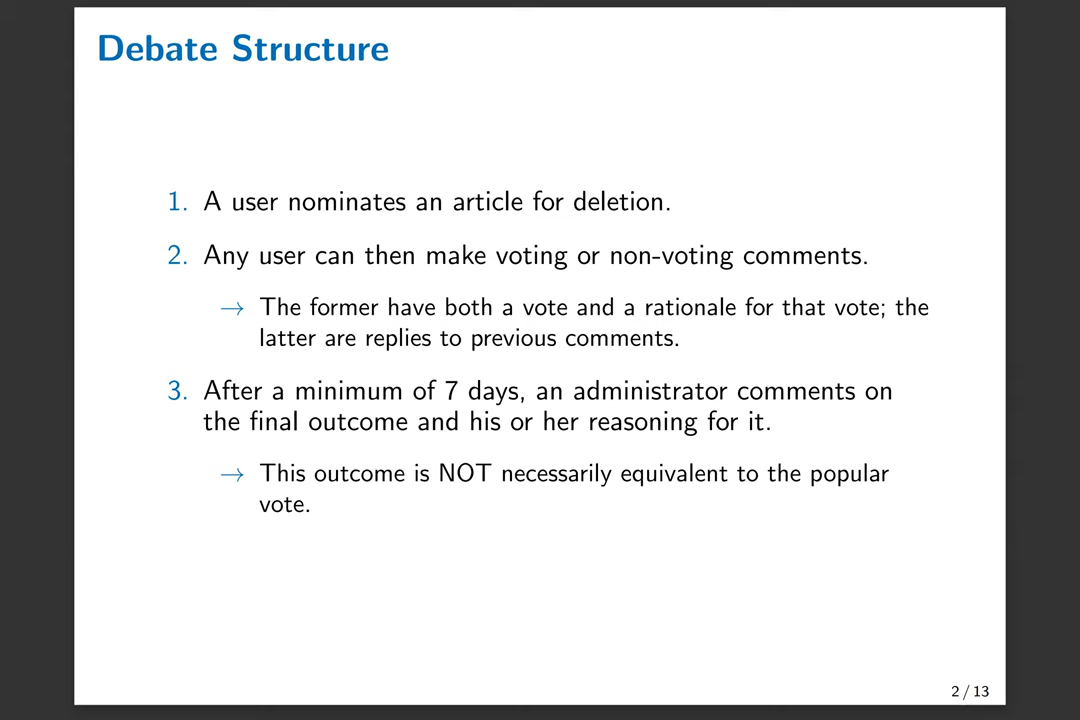 Debate Structure
1. A user nominates an article for deletion.
2. Any user can then make voting or non-voting comments.
→ The former have both a vote and a rationale for that vote; the
latter are replies to previous comments.
3. After a minimum of 7 days, an administrator comments on
the final outcome and his or her reasoning for it.
→ This outcome is NOT necessarily equivalent to the popular
vote.
2 / 13